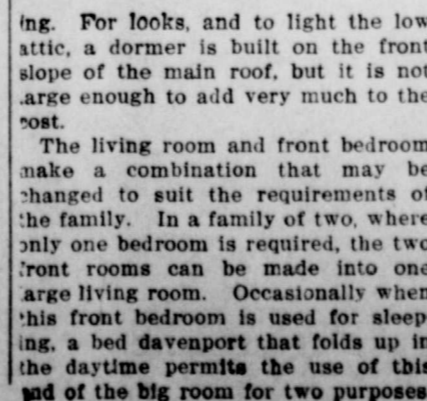 ing. For looks, and to light the low
attic, a dormer is built on the front
slope of the main roof, but it is not
large enough to add very much to the
cost.
The living room and front bedroom
make a combination that may be
changed to suit the requirements of
the family. In a family of two, where
only one bedroom is required, the two
front rooms can be made into one
large living room. Occasionally when
this front bedroom is used for sleep-
ing, a bed davenport that folds up in
the daytime permits the use of this
end of the big room for two purposes